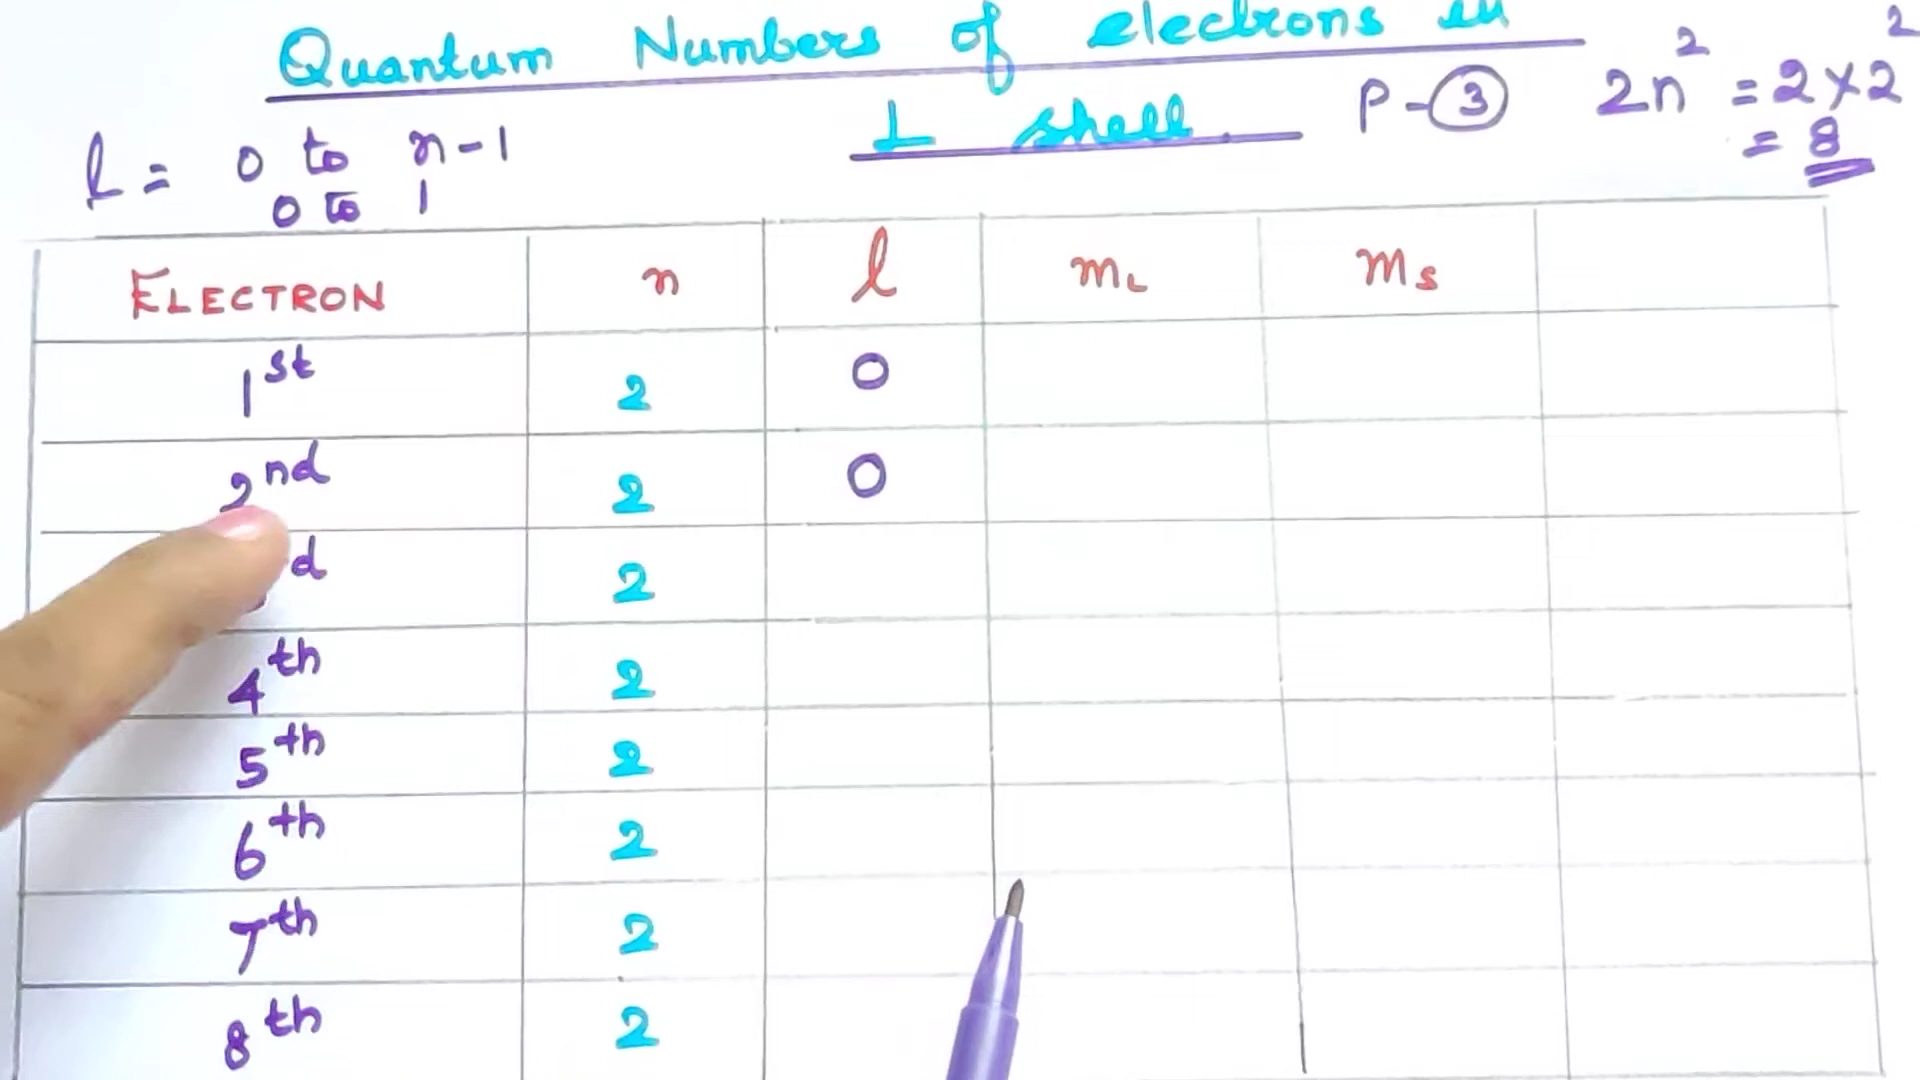 Quantum Numbers of electrons in
L shell.
P-③
2n² = 2×2²
= 8
l = 0 to n-1
0 to 1
ELECTRON n l mL ms
1st 2 0
2nd 2 0
d 2
4th 2
5th 2
6th 2
7th 2
8th 2